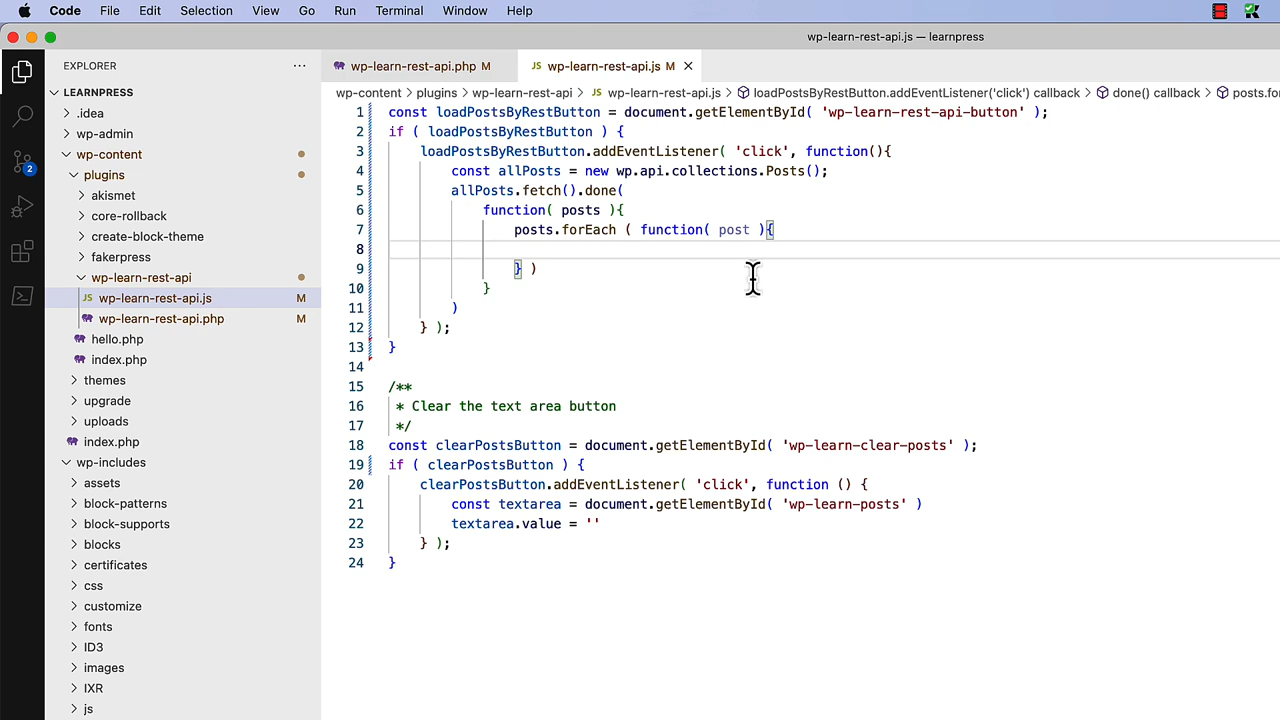 Code File Edit Selection View Go Run Terminal Window Help
wp-learn-rest-api.js — learnpress
EXPLORER
LEARNPRESS
.idea
wp-admin
wp-content
plugins
akismet
core-rollback
create-block-theme
fakerpress
wp-learn-rest-api
JS wp-learn-rest-api.js M
wp-learn-rest-api.php M
hello.php
index.php
themes
upgrade
uploads
index.php
wp-includes
assets
block-patterns
block-supports
blocks
certificates
css
customize
fonts
ID3
images
IXR
js
2
wp-learn-rest-api.php M JS wp-learn-rest-api.js M
wp-content plugins wp-learn-rest-api JS wp-learn-rest-api.js loadPostsByRestButton.addEventListener('click') callback done() callback posts.fo
1 const loadPostsByRestButton = document.getElementById( 'wp-learn-rest-api-button' );
2 if ( loadPostsByRestButton ) {
3 loadPostsByRestButton.addEventListener( 'click', function(){
4 const allPosts = new wp.api.collections.Posts();
5 allPosts.fetch().done(
6 function( posts ){
7 posts.forEach ( function( post ){
8
9 } )
10 }
11 )
12 } );
13 }
14
15 /**
16 * Clear the text area button
17 */
18 const clearPostsButton = document.getElementById( 'wp-learn-clear-posts' );
19 if ( clearPostsButton ) {
20 clearPostsButton.addEventListener( 'click', function () {
21 const textarea = document.getElementById( 'wp-learn-posts' )
22 textarea.value = ''
23 } );
24 }